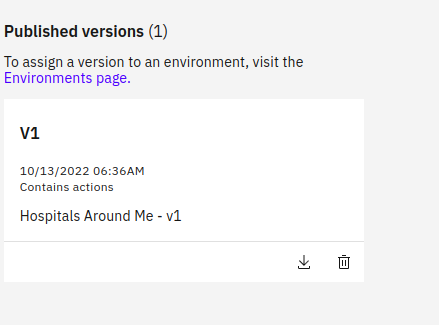 Published versions (1)
To assign a version to an environment, visit the
Environments page.
V1
10/13/2022 06:36AM
Contains actions
Hospitals Around Me - v1